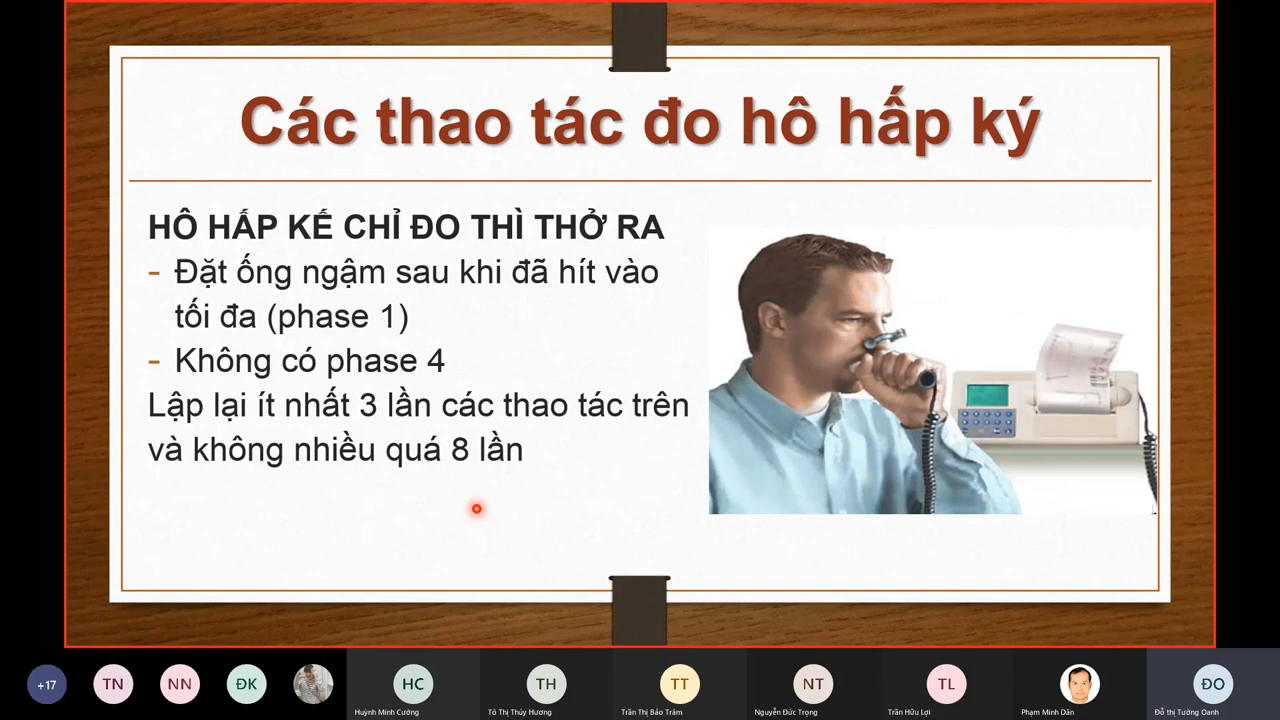 Các thao tác đo hô hấp ký
HÔ HẤP KẾ CHỈ ĐO THÌ THỞ RA
- Đặt ống ngậm sau khi đã hít vào
tối đa (phase 1)
- Không có phase 4
Lập lại ít nhất 3 lần các thao tác trên
và không nhiều quá 8 lần
+17
TN
NN
ĐK
HC
TH
TT
NT
TL
ĐO
Huỳnh Minh Cường
Tô Thị Thúy Hương
Trần Thị Bảo Trâm
Nguyễn Đức Trọng
Trần Hữu Lợi
Phạm Minh Dân
Đỗ thị Tường Oanh